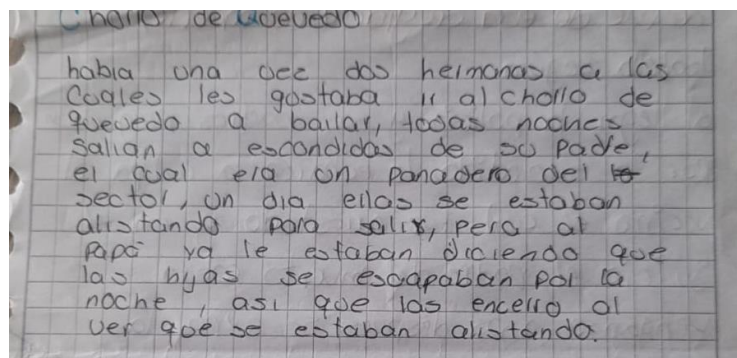 Chorro de Quevedo
habia una vez dos hermanas a las
cuales les gustaba ir al chorro de
quevedo a bailar, todas noches
salian a escondidas de su padre,
el cual era un panadero del
sector, un dia ellas se estaban
alistando para salir, pero al
papá ya le estaban diciendo que
las hijas se escapaban por la
noche, asi que las encerro al
ver que se estaban alistando.